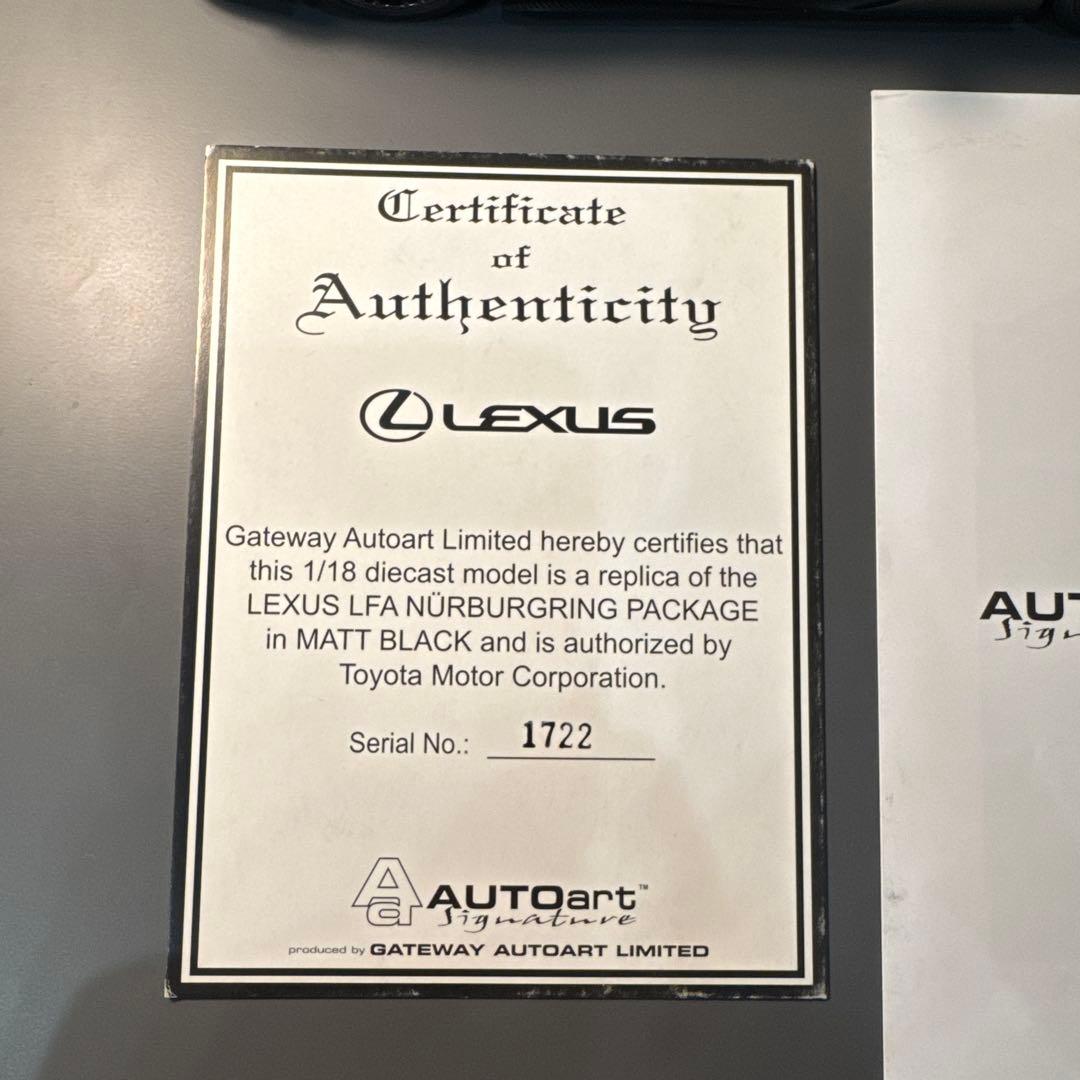 Certificate
of
Authenticity
LEXUS
Gateway Autoart Limited hereby certifies that
this 1/18 diecast model is a replica of the
LEXUS LFA NÜRBURGRING PACKAGE
in MATT BLACK and is authorized by
Toyota Motor Corporation.
Serial No.: 1722
Aa AUTOart™
Signature
produced by GATEWAY AUTOART LIMITED